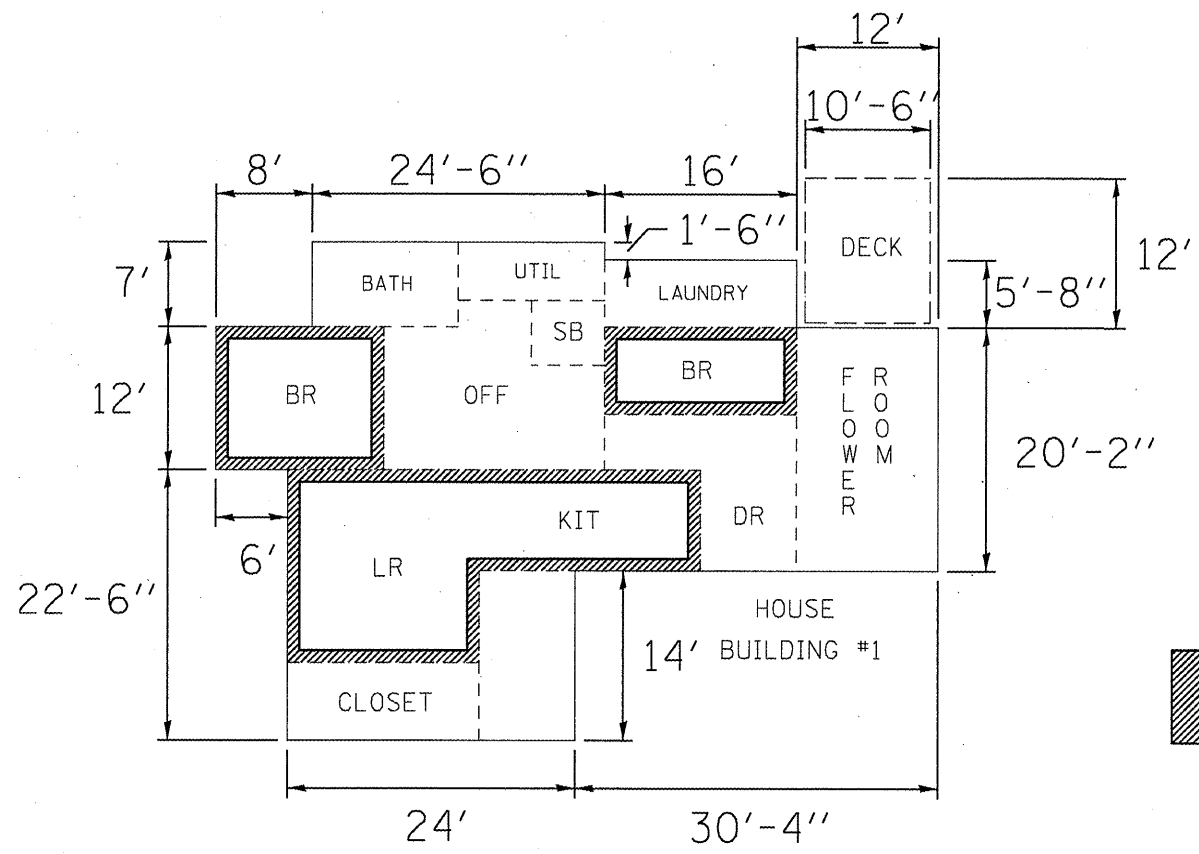 12'
10'-6''
8'
24'-6''
16'
1'-6''
DECK
12'
7'
BATH
UTIL
LAUNDRY
5'-8''
SB
12'
BR
OFF
BR
FLOWER
ROOM
20'-2''
KIT
DR
6'
LR
22'-6''
HOUSE
14'
BUILDING #1
CLOSET
24'
30'-4''